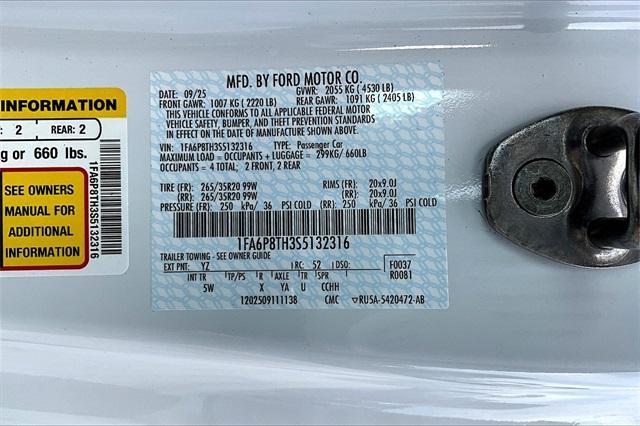 INFORMATION
2 REAR: 2
g or 660 lbs.
SEE OWNERS
MANUAL FOR
ADDITIONAL
INFORMATION
1FA6P8TH3S5132316
MFD. BY FORD MOTOR CO.
DATE: 09/25 GVWR: 2055 KG ( 4530 LB)
FRONT GAWR: 1007 KG ( 2220 LB) REAR GAWR: 1091 KG ( 2405 LB)
THIS VEHICLE CONFORMS TO ALL APPLICABLE FEDERAL MOTOR
VEHICLE SAFETY, BUMPER, AND THEFT PREVENTION STANDARDS
IN EFFECT ON THE DATE OF MANUFACTURE SHOWN ABOVE.
VIN: 1FA6P8TH3S5132316 TYPE: Passenger Car
MAXIMUM LOAD = OCCUPANTS + LUGGAGE = 299KG/660LB
OCCUPANTS = 4 TOTAL; 2 FRONT, 2 REAR
TIRE (FR): 265/35R20 99W RIMS (FR): 20x9.0J
TIRE (RR): 265/35R20 99W (RR): 20x9.0J
PRESSURE (FR): 250 kPa/ 36 PSI COLD (RR): 250 kPa/ 36 PSI COLD
1FA6P8TH3S5132316
TRAILER TOWING - SEE OWNER GUIDE
EXT PNT: YZ RC: 52 DSO: F0037
INT TR TP/PS R AXLE TR SPR R0081
5W X YA U CCHH
1202509111138 CMC ▼RU5A-5420472-AB